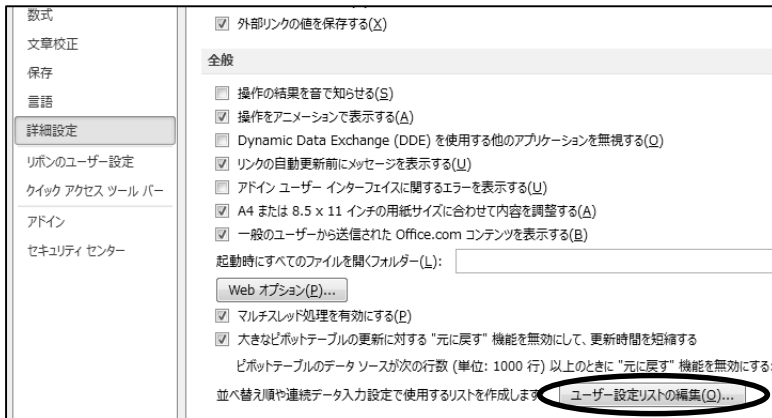 数式
文章校正
保存
言語
詳細設定
リボンのユーザー設定
クイック アクセス ツール バー
アドイン
セキュリティ センター
外部リンクの値を保存する(X)
全般
操作の結果を音で知らせる(S)
操作をアニメーションで表示する(A)
Dynamic Data Exchange (DDE) を使用する他のアプリケーションを無視する(O)
リンクの自動更新前にメッセージを表示する(U)
アドイン ユーザー インターフェイスに関するエラーを表示する(U)
A4 または 8.5 x 11 インチの用紙サイズに合わせて内容を調整する(A)
一般のユーザーから送信された Office.com コンテンツを表示する(B)
起動時にすべてのファイルを開くフォルダー(L):
Web オプション(P)...
マルチスレッド処理を有効にする(P)
大きなピボットテーブルの更新に対する "元に戻す" 機能を無効にして、更新時間を短縮する
ピボットテーブルのデータ ソースが次の行数 (単位: 1000 行) 以上のときに "元に戻す" 機能を無効にする:
並べ替え順や連続データ入力設定で使用するリストを作成します
ユーザー設定リストの編集(O)...